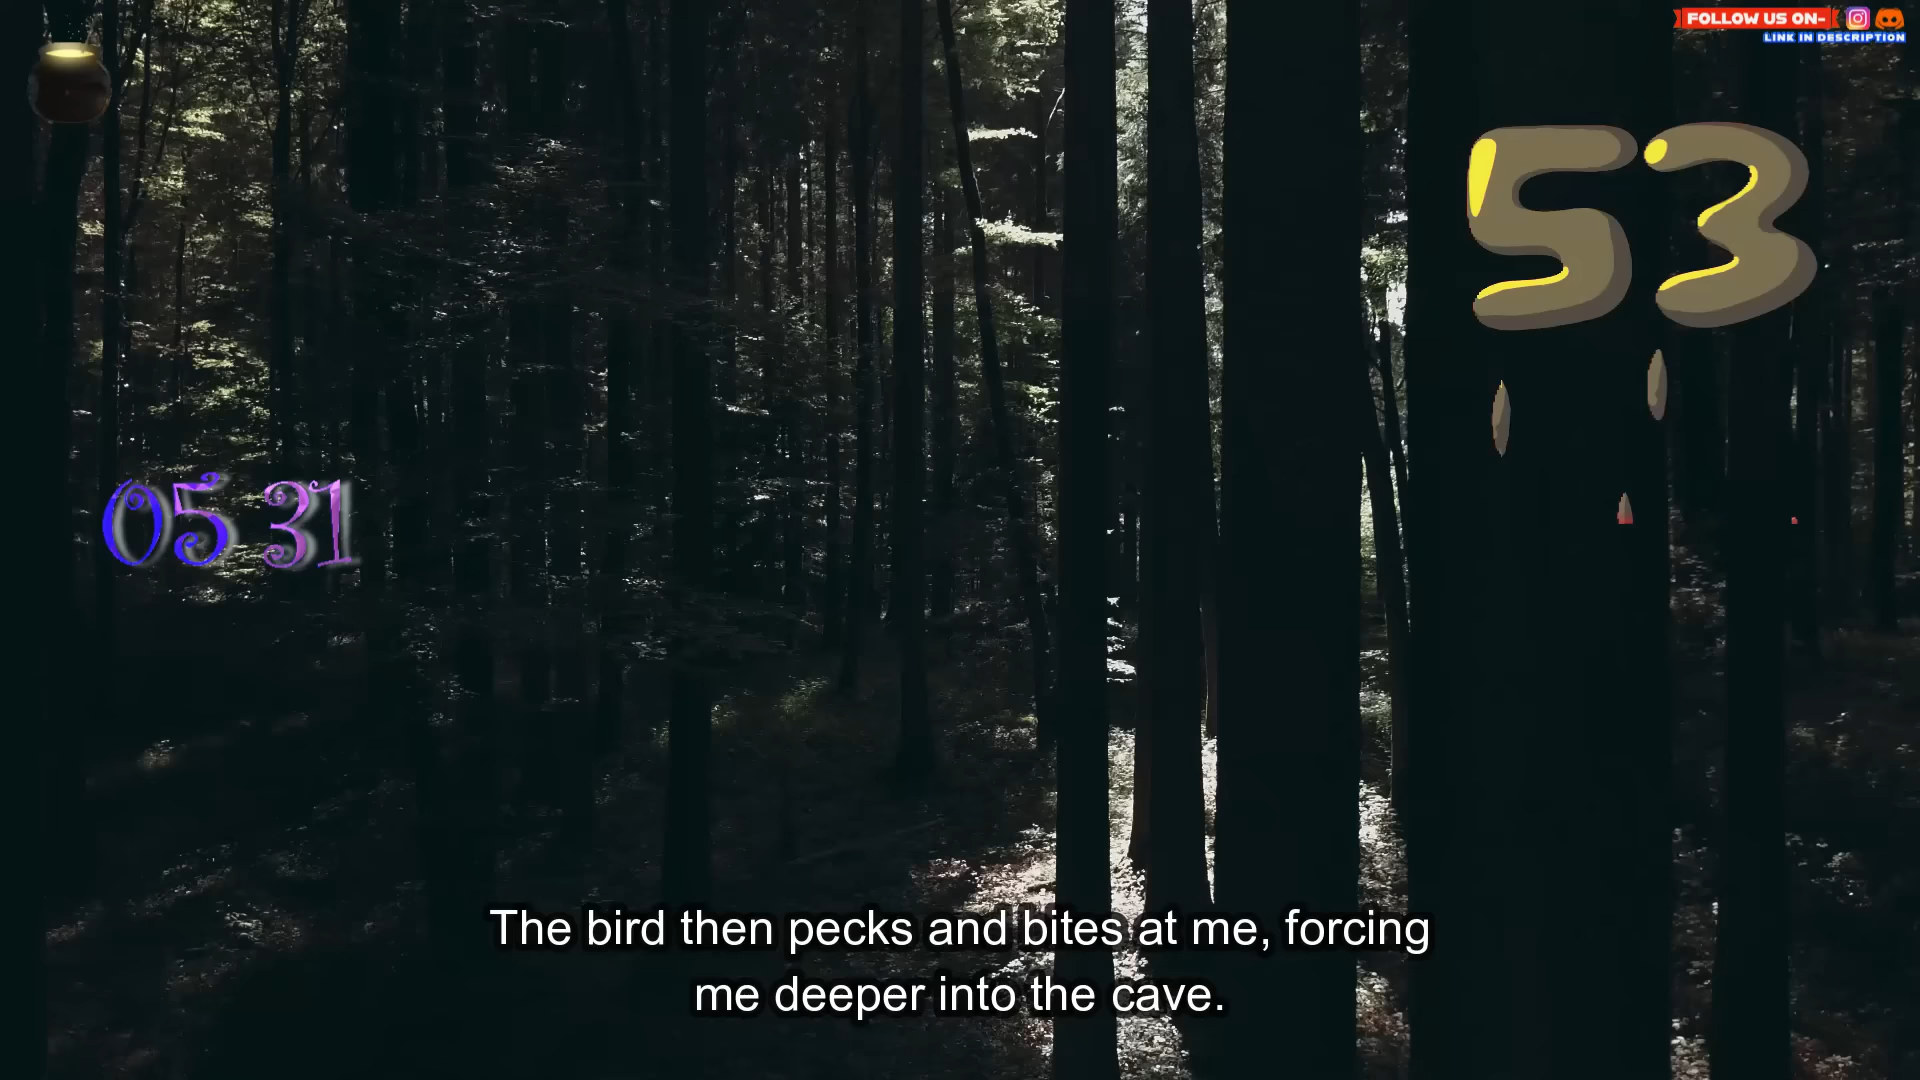 FOLLOW US ON-
LINK IN DESCRIPTION
53
05 31
The bird then pecks and bites at me, forcing
me deeper into the cave.